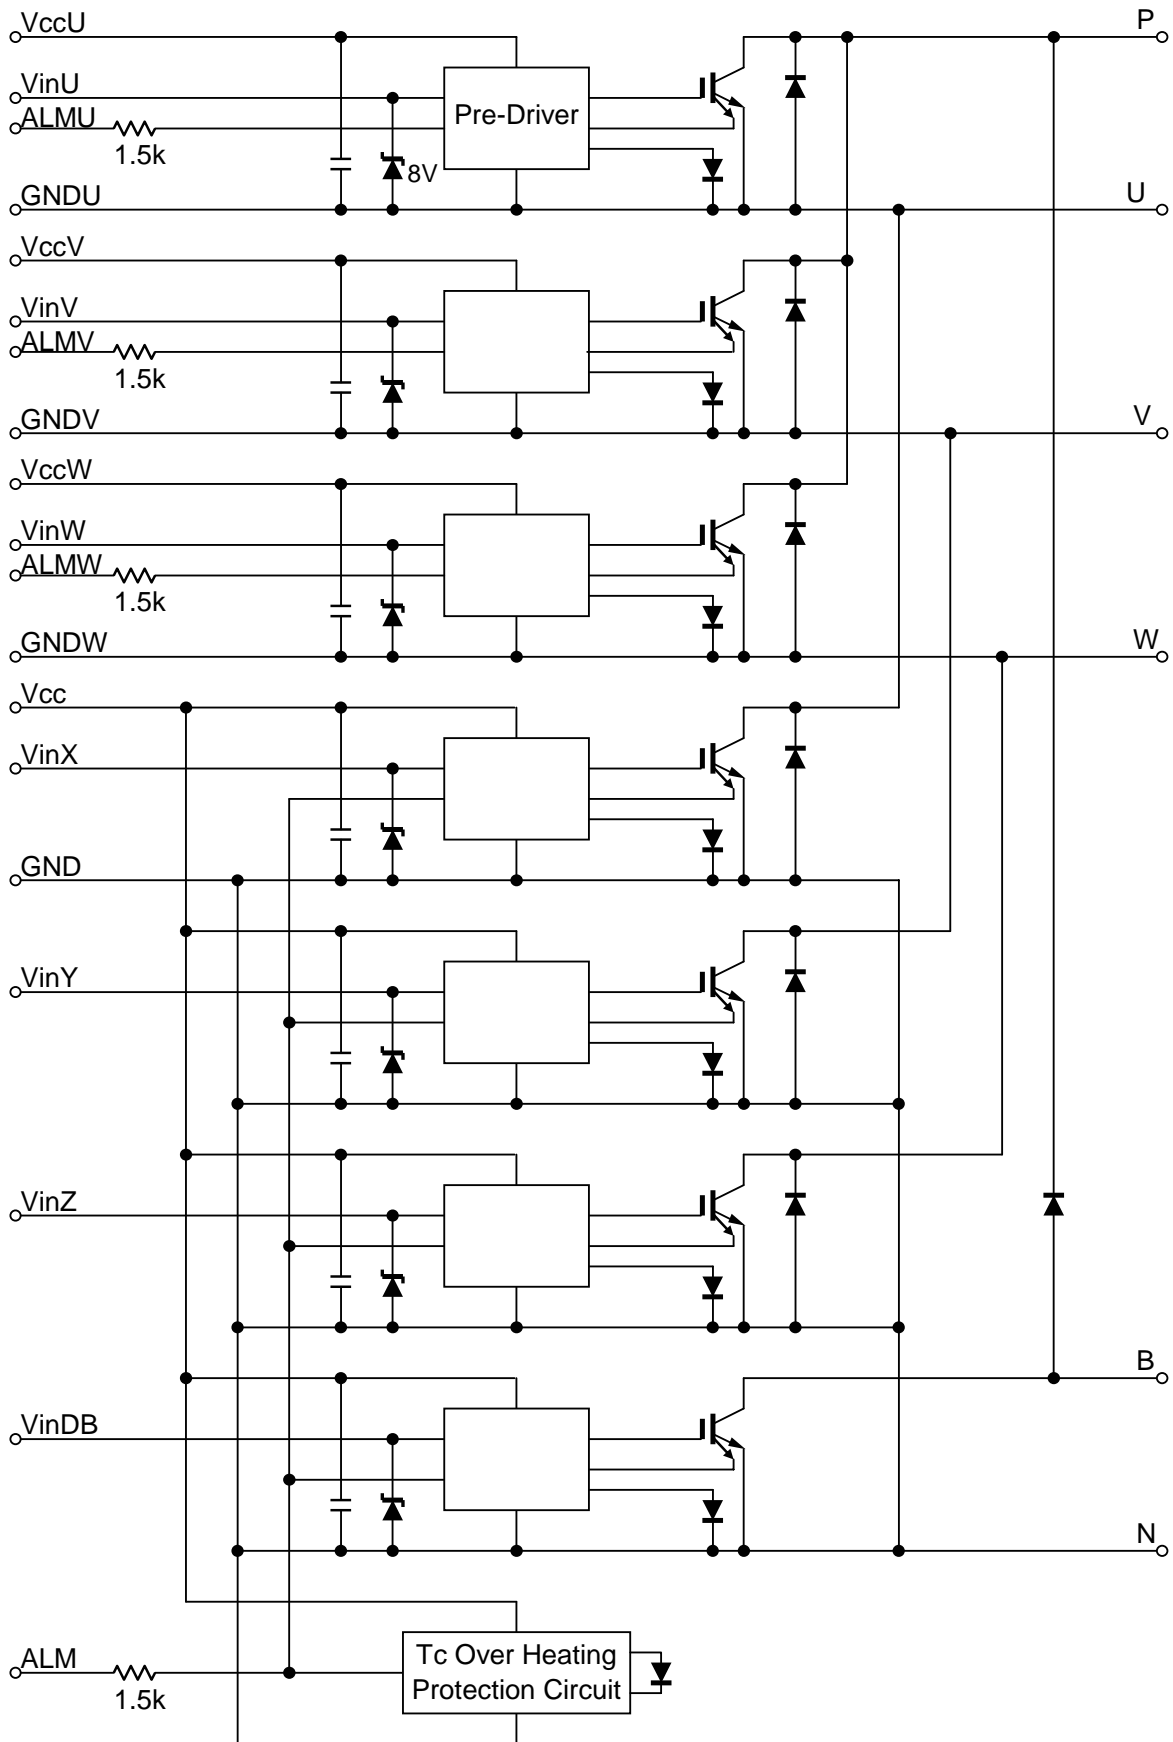 VccU
P
VinU
Pre-Driver
ALMU
1.5k
8V
GNDU
U
VccV
VinV
ALMV
1.5k
GNDV
V
VccW
VinW
ALMW
1.5k
GNDW
W
Vcc
VinX
GND
VinY
VinZ
B
VinDB
N
ALM
1.5k
Tc Over Heating
Protection Circuit